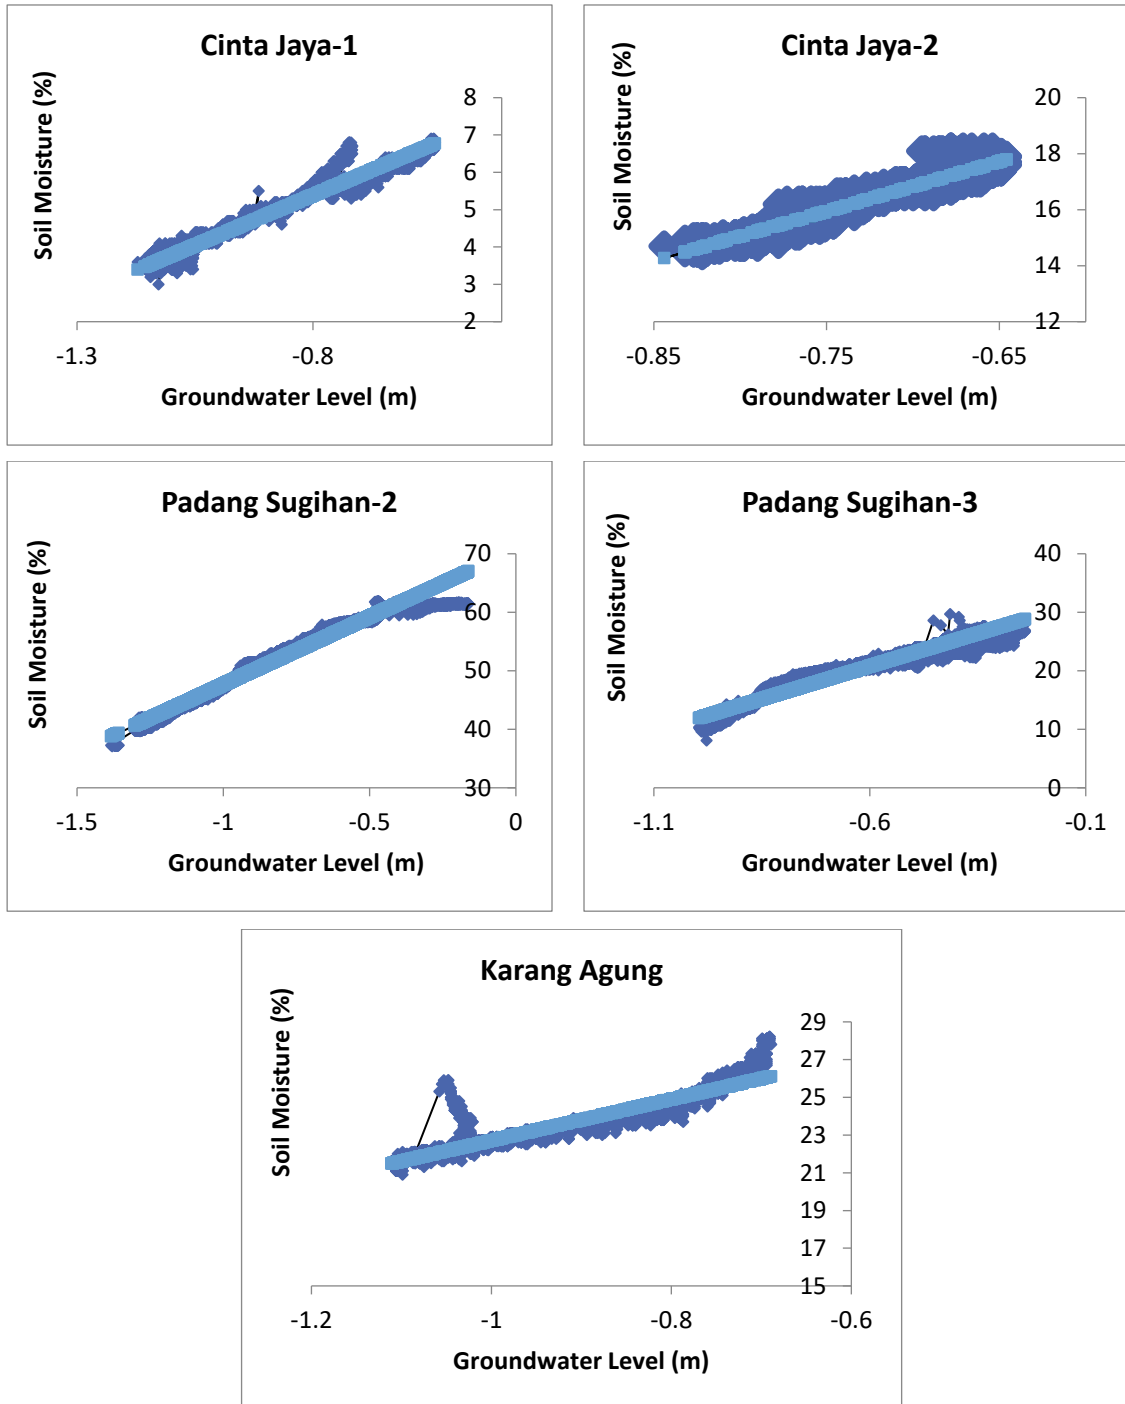 Cinta Jaya-1
Soil Moisture (%)
8
7
6
5
4
3
2
-1.3 -0.8
Groundwater Level (m)
Cinta Jaya-2
Soil Moisture (%)
20
18
16
14
12
-0.85 -0.75 -0.65
Groundwater Level (m)
Padang Sugihan-2
Soil Moisture (%)
70
60
50
40
30
-1.5 -1 -0.5 0
Groundwater Level (m)
Padang Sugihan-3
Soil Moisture (%)
40
30
20
10
0
-1.1 -0.6 -0.1
Groundwater Level (m)
Karang Agung
Soil Moisture (%)
29
27
25
23
21
19
17
15
-1.2 -1 -0.8 -0.6
Groundwater Level (m)